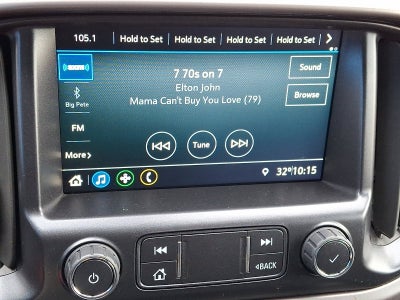 105.1 Hold to Set Hold to Set Hold to Set Hold to Set
((SXM))
7 70s on 7
Sound
Elton John
Big Pete
Mama Can't Buy You Love (79)
Browse
FM
Tune
More
32° 10:15
BACK